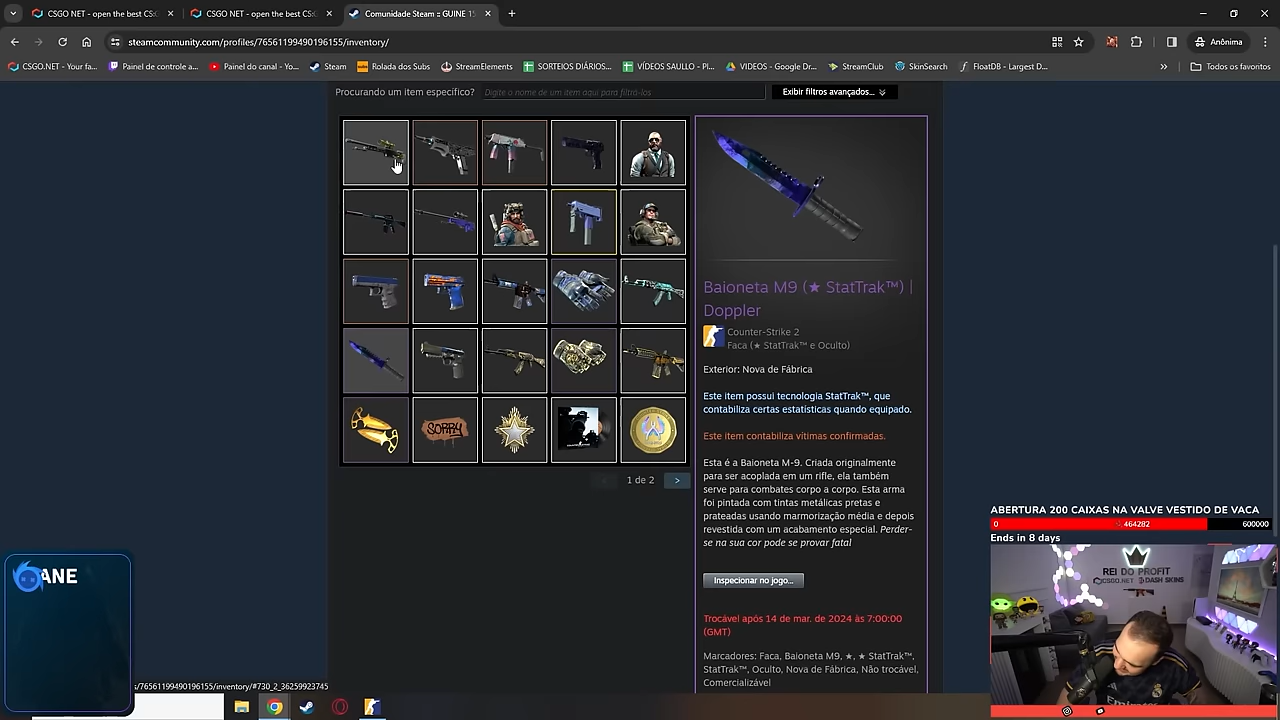 CSGO NET - open the best CS:
CSGO NET - open the best CS:
Comunidade Steam :: GUINE 1
steamcommunity.com/profiles/76561199490196155/inventory/
Anônima
CSGO.NET - Your fa...
Painel de controle a...
Painel do canal - Yo...
Steam
Rolada dos Subs
StreamElements
SORTEIOS DIÁRIOS...
VÍDEOS SAULLO - Pl...
VIDEOS - Google Dr...
StreamClub
SkinSearch
FloatDB - Largest D...
Todos os favoritos
Procurando um item específico?
Digite o nome de um item aqui para filtrá-los
Exibir filtros avançados...
SORRY
1 de 2
>
Baioneta M9 (★ StatTrak™) |
Doppler
Counter-Strike 2
Faca (★ StatTrak™ e Oculto)
Exterior: Nova de Fábrica
Este item possui tecnologia StatTrak™, que
contabiliza certas estatísticas quando equipado.
Este item contabiliza vítimas confirmadas.
Esta é a Baioneta M-9. Criada originalmente
para ser acoplada em um rifle, ela também
serve para combates corpo a corpo. Esta arma
foi pintada com tintas metálicas pretas e
prateadas usando marmorização média e depois
revestida com um acabamento especial. Perder-
se na sua cor pode se provar fatal
Inspecionar no jogo...
Trocável após 14 de mar. de 2024 às 7:00:00
(GMT)
Marcadores: Faca, Baioneta M9, ★, ★ StatTrak™,
StatTrak™, Oculto, Nova de Fábrica, Não trocável,
Comercializável
ABERTURA 200 CAIXAS NA VALVE VESTIDO DE VACA
0
464282
600000
Ends in 8 days
REI DO PROFIT
CSGO.NET
DASH SKINS
ANE
s/76561199490196155/inventory/#730_2_36259923745